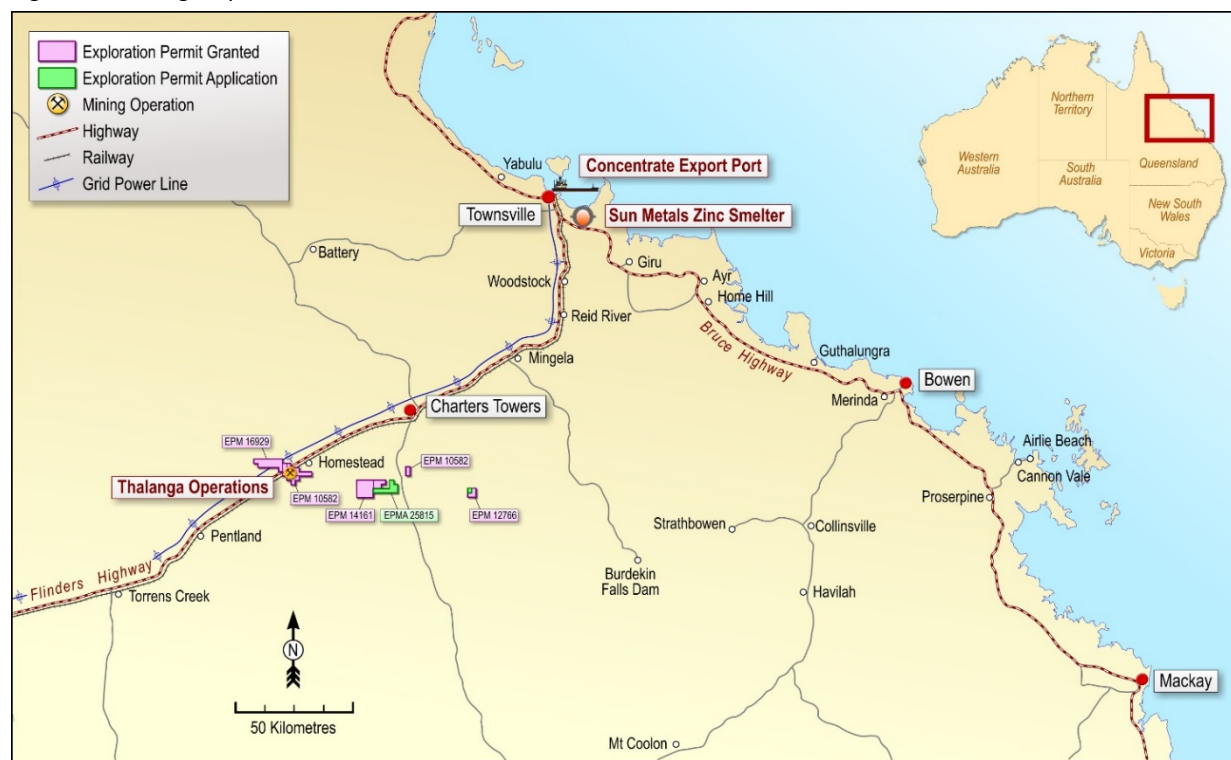 Exploration Permit Granted
Exploration Permit Application
Mining Operation
Highway
Railway
Grid Power Line
Northern
Territory
Western
Australia
South
Australia
Queensland
New South
Wales
Victoria
Yabulu
Concentrate Export Port
Townsville
Sun Metals Zinc Smelter
Battery
Giru
Woodstock
Ayr
Home Hill
Reid River
Bruce Highway
Mingela
Guthalungra
Bowen
Merinda
Charters Towers
EPM 16929
Homestead
EPM 10582
Thalanga Operations
EPM 10582
EPM 14161
EPMA 25815
EPM 12766
Airlie Beach
Cannon Vale
Proserpine
Strathbowen
Collinsville
Pentland
Burdekin
Falls Dam
Havilah
Flinders Highway
Torrens Creek
N
50 Kilometres
Mackay
Mt Coolon